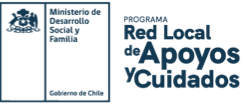 Ministerio de
Desarrollo
Social y
Familia
Gobierno de Chile
PROGRAMA
Red Local
de Apoyos
y Cuidados